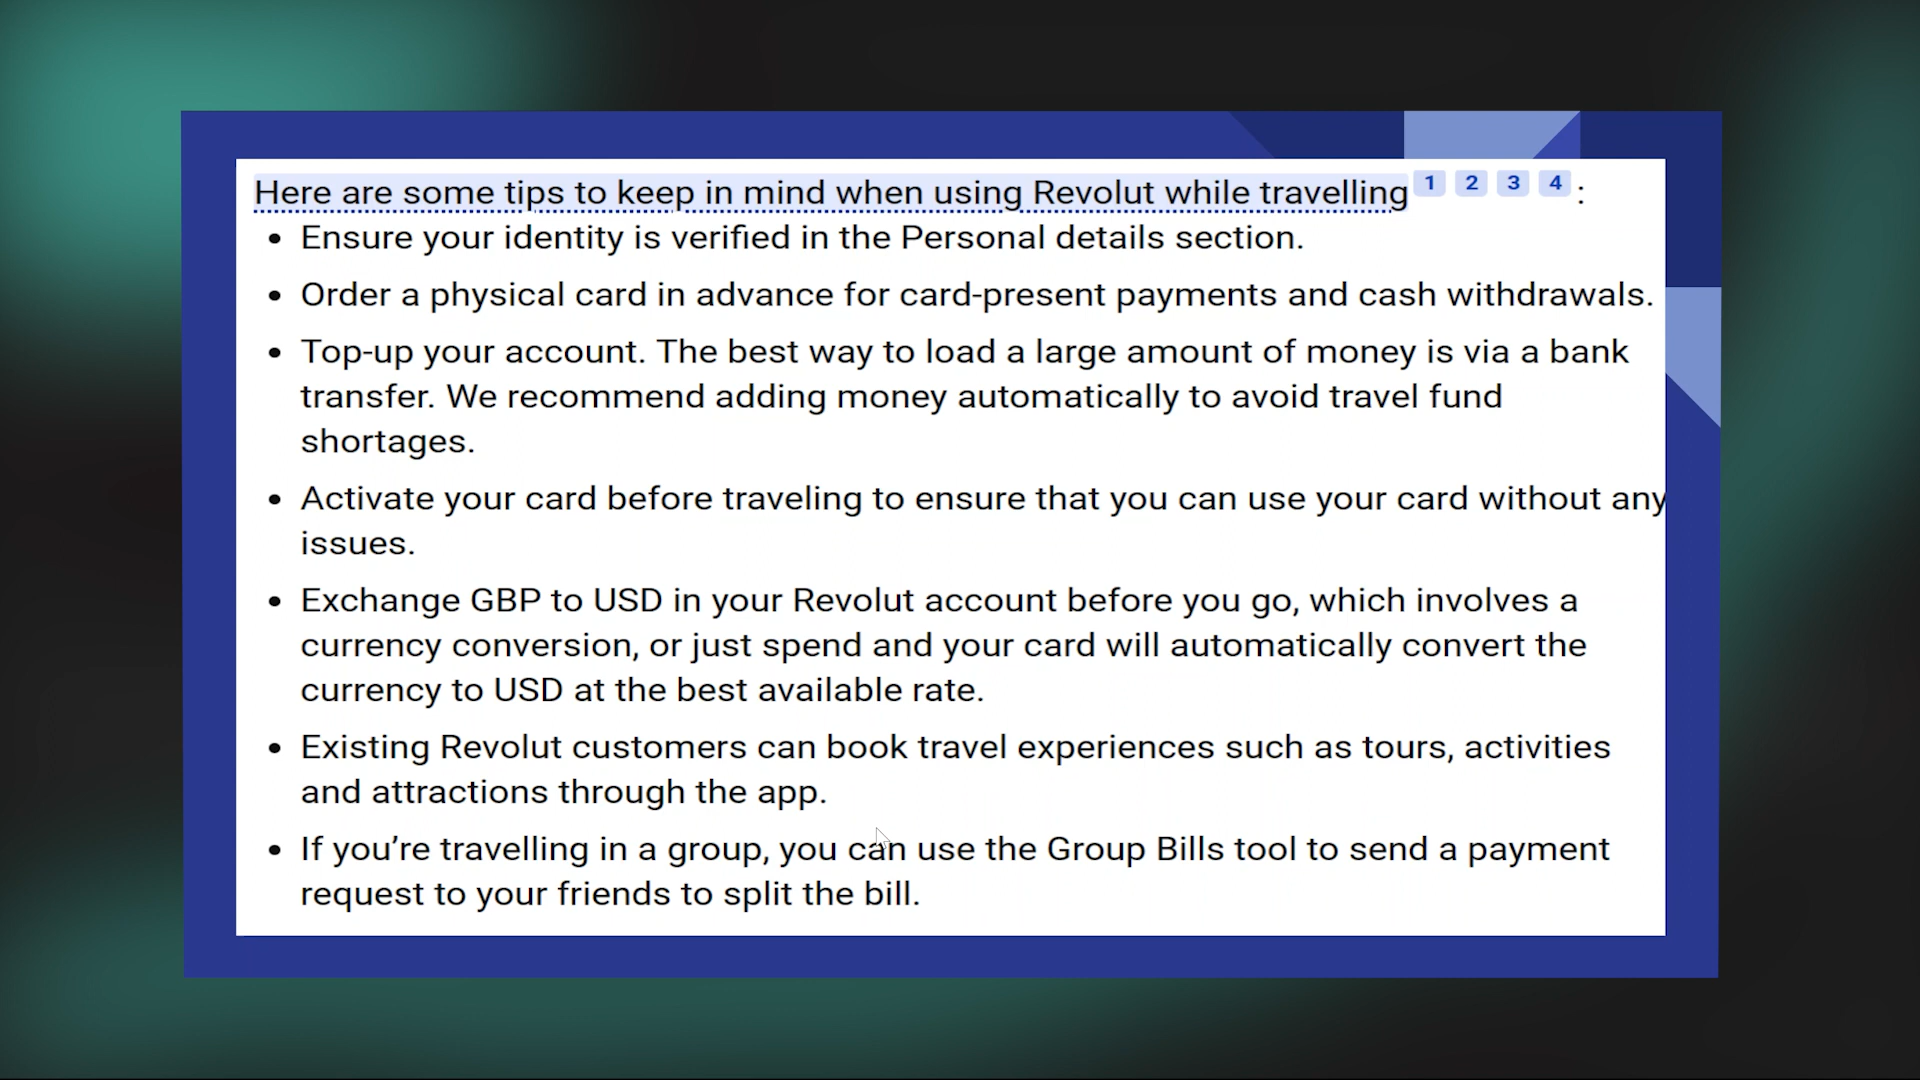 Here are some tips to keep in mind when using Revolut while travelling 1 2 3 4 :
• Ensure your identity is verified in the Personal details section.
• Order a physical card in advance for card-present payments and cash withdrawals.
• Top-up your account. The best way to load a large amount of money is via a bank
transfer. We recommend adding money automatically to avoid travel fund
shortages.
• Activate your card before traveling to ensure that you can use your card without any
issues.
• Exchange GBP to USD in your Revolut account before you go, which involves a
currency conversion, or just spend and your card will automatically convert the
currency to USD at the best available rate.
• Existing Revolut customers can book travel experiences such as tours, activities
and attractions through the app.
• If you’re travelling in a group, you can use the Group Bills tool to send a payment
request to your friends to split the bill.